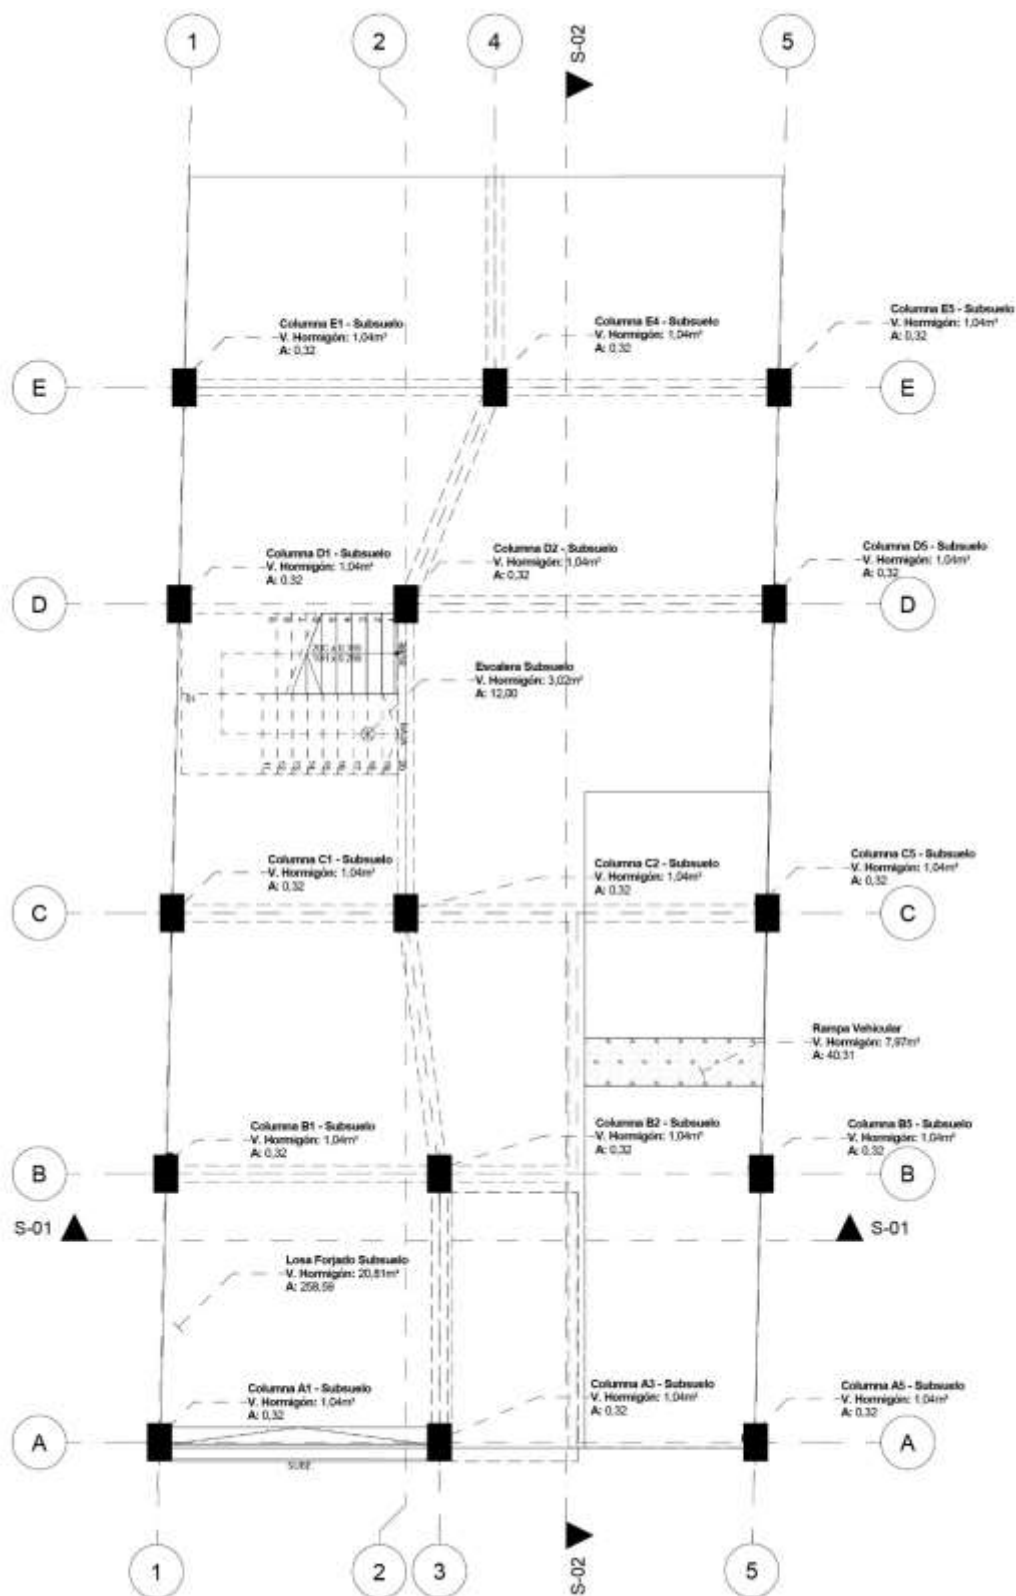 1
2
4
S-02
5
Columna E1 - Subsuelo
V. Hormigón: 1,04m³
A: 0,32
Columna E4 - Subsuelo
V. Hormigón: 1,04m³
A: 0,32
Columna E5 - Subsuelo
V. Hormigón: 1,04m³
A: 0,32
E
E
Columna D1 - Subsuelo
V. Hormigón: 1,04m³
A: 0,32
Columna D2 - Subsuelo
V. Hormigón: 1,04m³
A: 0,32
Columna D5 - Subsuelo
V. Hormigón: 1,04m³
A: 0,32
D
D
Escalera Subsuelo
V. Hormigón: 3,02m³
A: 12,00
Columna C1 - Subsuelo
V. Hormigón: 1,04m³
A: 0,32
Columna C2 - Subsuelo
V. Hormigón: 1,04m³
A: 0,32
Columna C5 - Subsuelo
V. Hormigón: 1,04m³
A: 0,32
C
C
Rampa Vehicular
V. Hormigón: 7,97m³
A: 40,31
Columna B1 - Subsuelo
V. Hormigón: 1,04m³
A: 0,32
Columna B2 - Subsuelo
V. Hormigón: 1,04m³
A: 0,32
Columna B5 - Subsuelo
V. Hormigón: 1,04m³
A: 0,32
B
B
S-01
S-01
Losa Forjado Subsuelo
V. Hormigón: 20,81m³
A: 258,59
Columna A1 - Subsuelo
V. Hormigón: 1,04m³
A: 0,32
Columna A3 - Subsuelo
V. Hormigón: 1,04m³
A: 0,32
Columna A5 - Subsuelo
V. Hormigón: 1,04m³
A: 0,32
A
A
SUBE
1
2
3
S-02
5